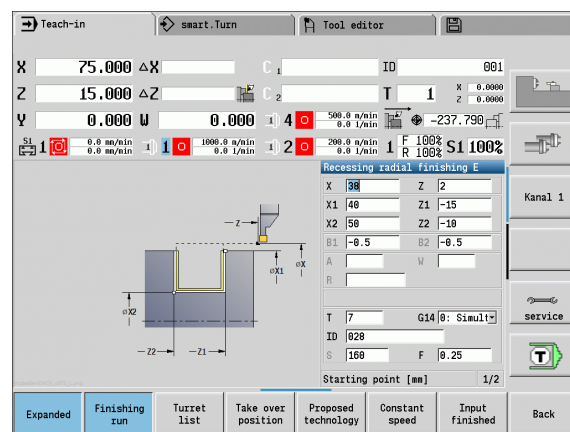 Teach-in smart.Turn Tool editor
X 75.000 △X C 1 ID 001
Z 15.000 △Z C 2 T 1 X 0.0000 Z 0.0000
Y 0.000 W 0.000 4 500.0 m/min 0.0 1/min -237.790
S1 1 0.0 mm/min 0.0 mm/min 1 1000.0 m/min 0.0 1/min 2 200.0 m/min 0.0 1/min 1 F 100% R 100% S1 100%
Recessing radial finishing E
X 38 Z 2
X1 40 Z1 -15
X2 50 Z2 -10
B1 -0.5 B2 -0.5
A W
R
T 7 G14 0: Simult
ID 028
S 160 F 0.25
Starting point [mm] 1/2
Z
øX1
øX
øX2
Z2
Z1
Kanal 1
service
T
Expanded
Finishing run
Turret list
Take over position
Proposed technology
Constant speed
Input finished
Back